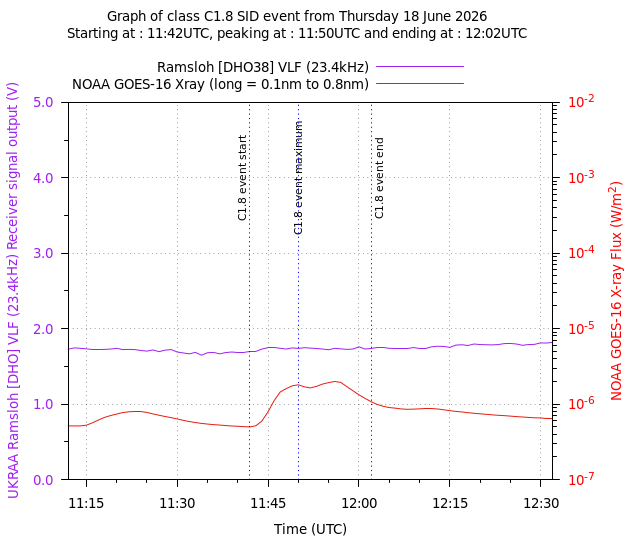 Graph of class C1.8 SID event from Thursday 18 June 2026
Starting at : 11:42UTC, peaking at : 11:50UTC and ending at : 12:02UTC
Ramsloh [DHO38] VLF (23.4kHz)
NOAA GOES-16 Xray (long = 0.1nm to 0.8nm)
UKRAA Ramsloh [DHO] VLF (23.4kHz) Receiver signal output (V)
5.0
4.0
3.0
2.0
1.0
0.0
C1.8 event start
C1.8 event maximum
C1.8 event end
10^-2
10^-3
10^-4
10^-5
10^-6
10^-7
NOAA GOES-16 X-ray Flux (W/m²)
11:15 11:30 11:45 12:00 12:15 12:30
Time (UTC)